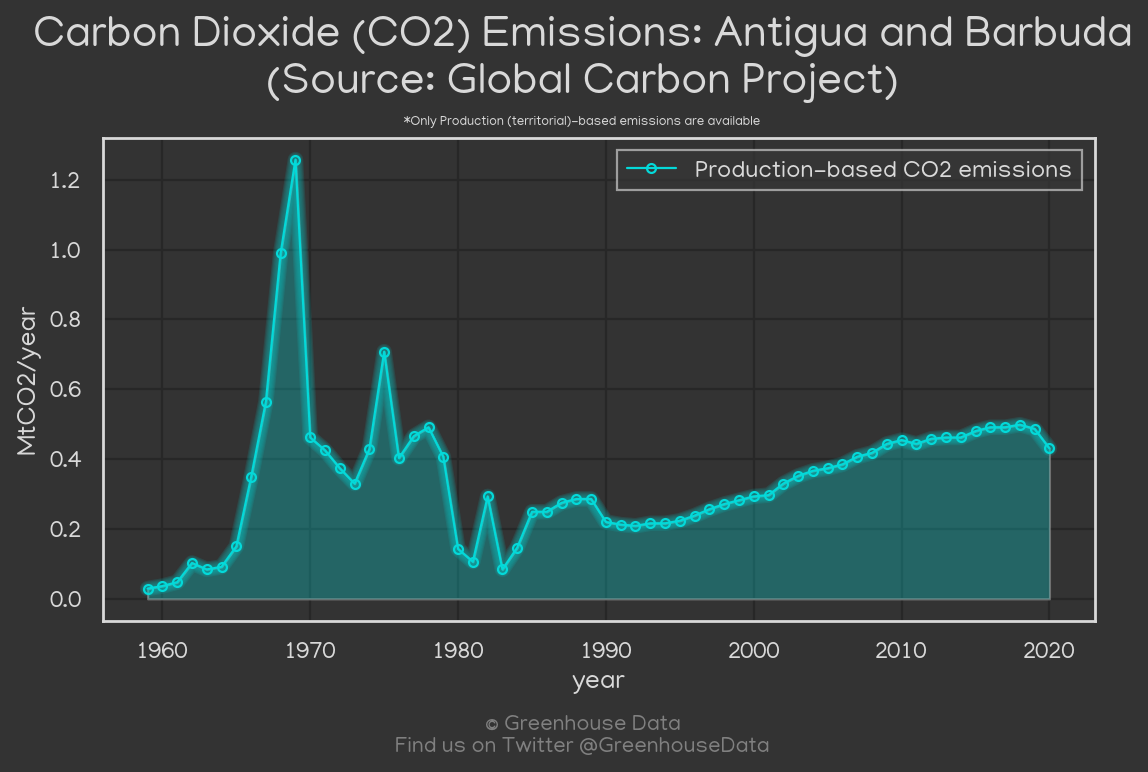 Carbon Dioxide (CO2) Emissions: Antigua and Barbuda
(Source: Global Carbon Project)
*Only Production (territorial)-based emissions are available
Production-based CO2 emissions
MtCO2/year
1.2
1.0
0.8
0.6
0.4
0.2
0.0
1960 1970 1980 1990 2000 2010 2020
year
© Greenhouse Data
Find us on Twitter @GreenhouseData